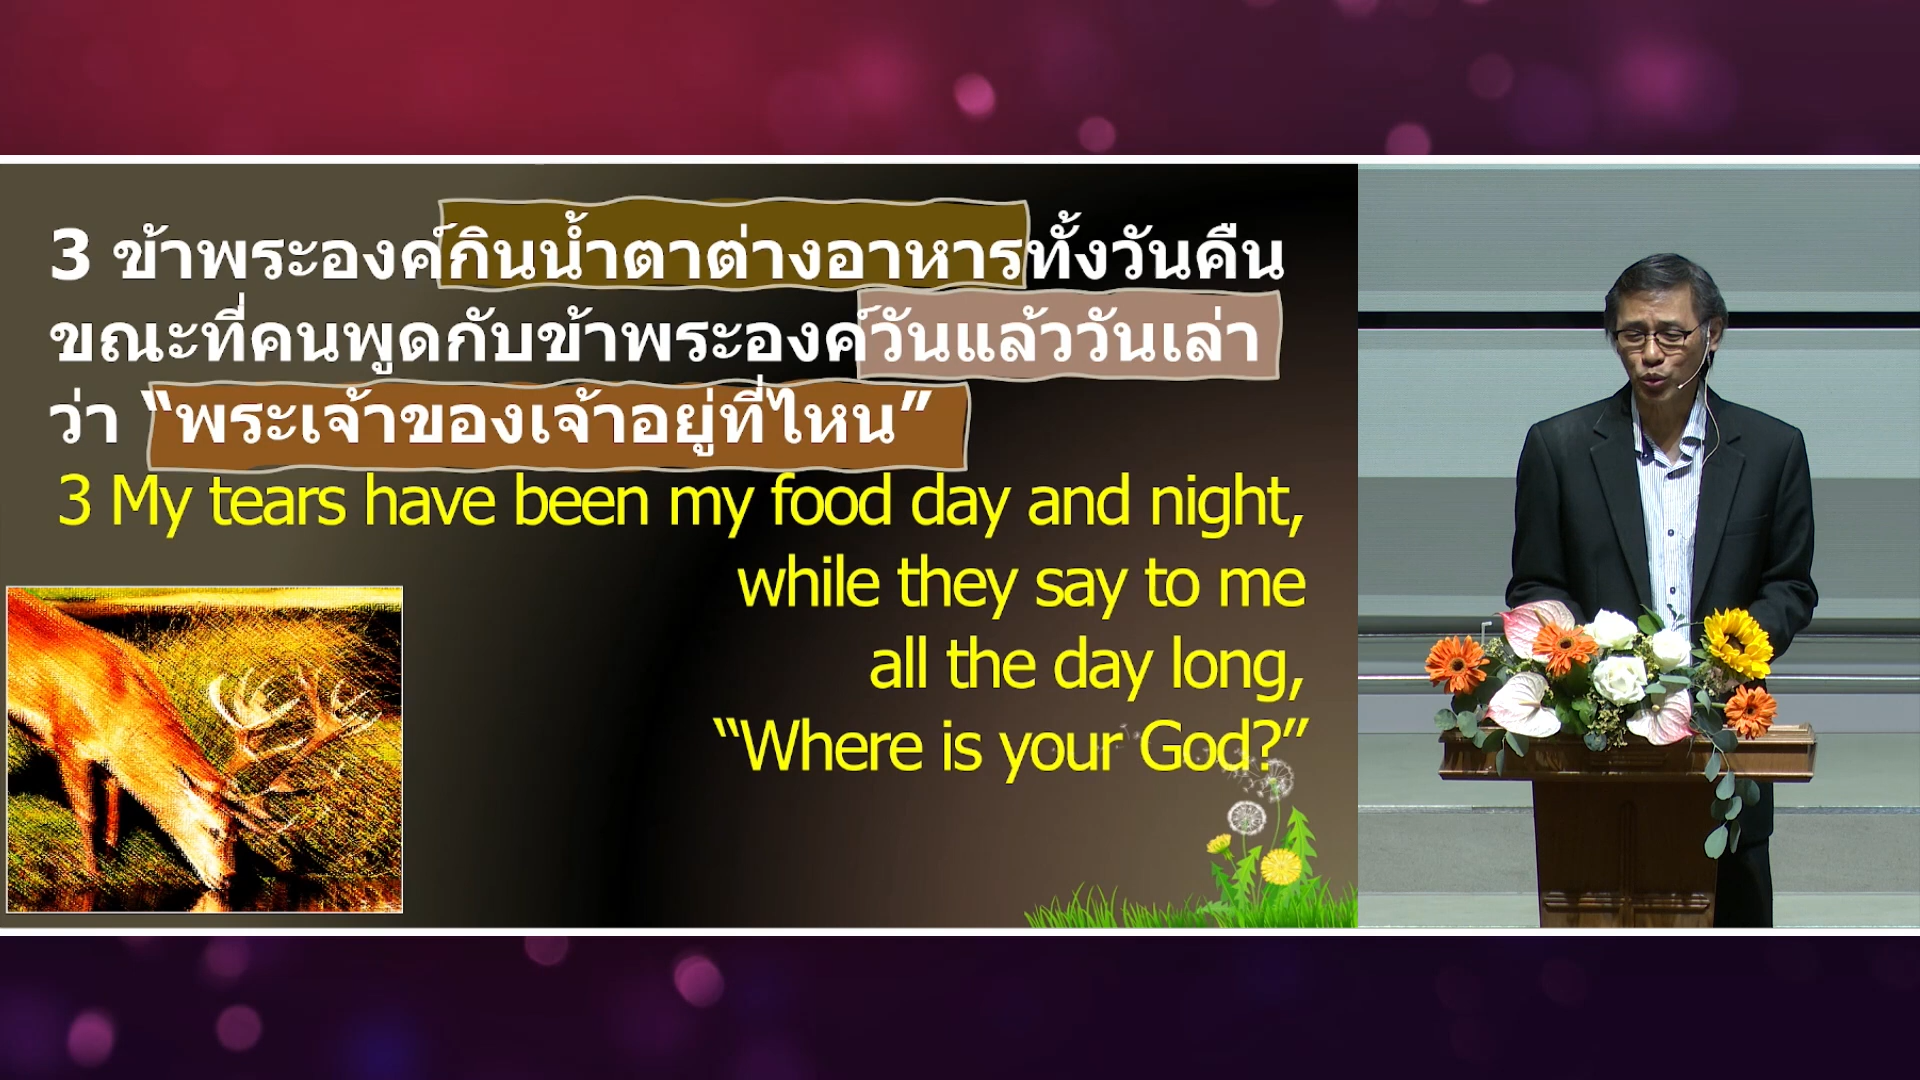 3 ข้าพระองค์กินน้ำตาต่างอาหารทั้งวันคืน
ขณะที่คนพูดกับข้าพระองค์วันแล้ววันเล่า
ว่า “พระเจ้าของเจ้าอยู่ที่ไหน”
3 My tears have been my food day and night,
while they say to me
all the day long,
“Where is your God?”